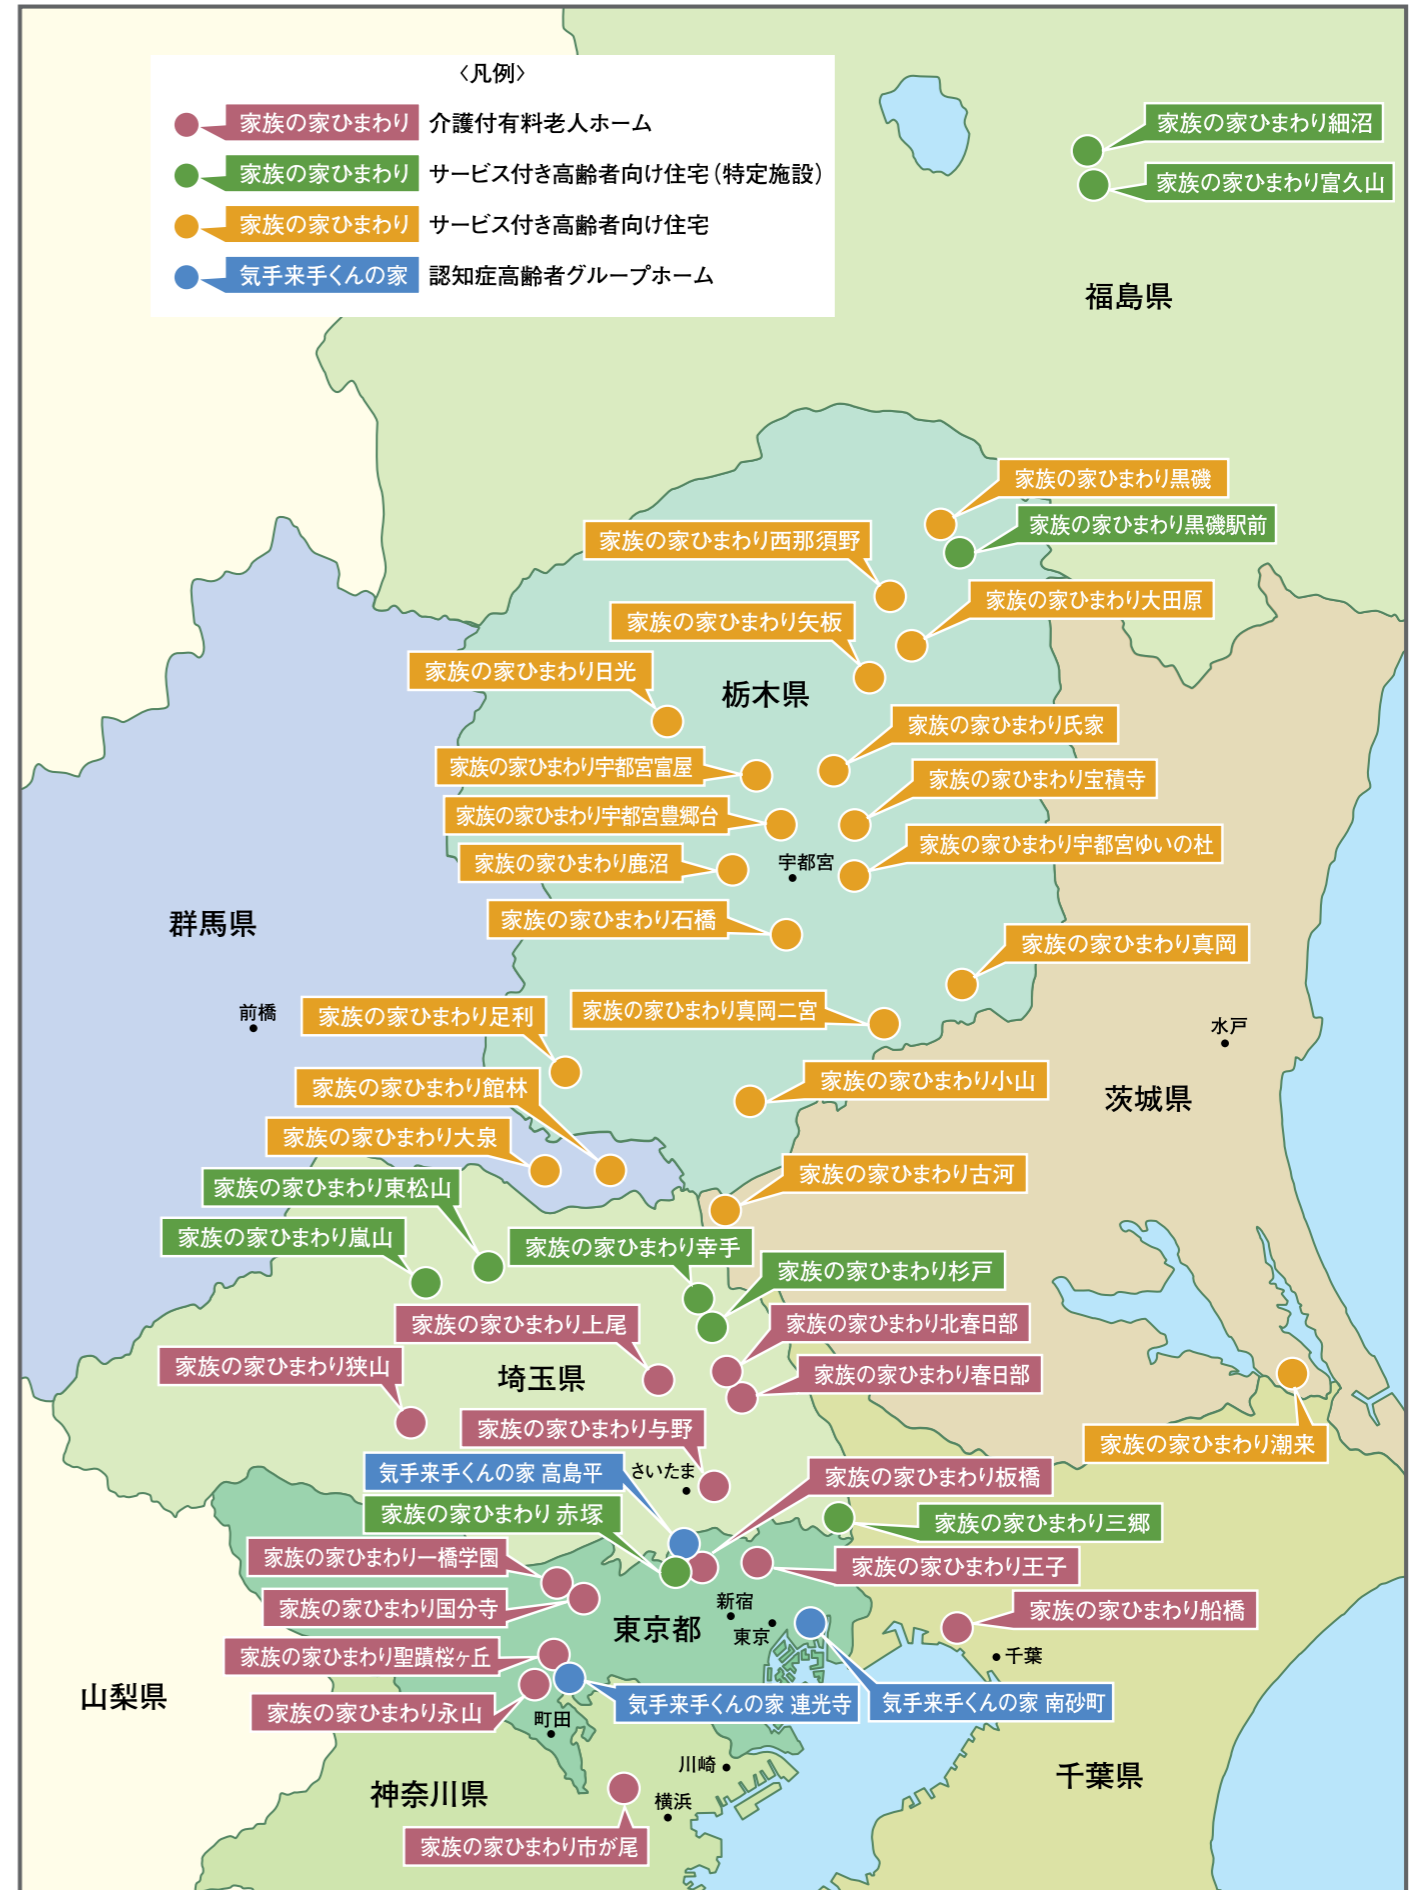 〈凡例〉
家族の家ひまわり 介護付有料老人ホーム
家族の家ひまわり サービス付き高齢者向け住宅(特定施設)
家族の家ひまわり サービス付き高齢者向け住宅
気手来手くんの家 認知症高齢者グループホーム
家族の家ひまわり細沼
家族の家ひまわり富久山
福島県
家族の家ひまわり黒磯
家族の家ひまわり黒磯駅前
家族の家ひまわり西那須野
家族の家ひまわり大田原
家族の家ひまわり矢板
家族の家ひまわり日光
栃木県
家族の家ひまわり氏家
家族の家ひまわり宇都宮富屋
家族の家ひまわり宝積寺
家族の家ひまわり宇都宮豊郷台
家族の家ひまわり宇都宮ゆいの杜
家族の家ひまわり鹿沼
宇都宮
家族の家ひまわり石橋
群馬県
家族の家ひまわり真岡
前橋
家族の家ひまわり足利
家族の家ひまわり真岡二宮
水戸
家族の家ひまわり館林
家族の家ひまわり小山
茨城県
家族の家ひまわり大泉
家族の家ひまわり古河
家族の家ひまわり東松山
家族の家ひまわり嵐山
家族の家ひまわり幸手
家族の家ひまわり杉戸
家族の家ひまわり上尾
家族の家ひまわり北春日部
家族の家ひまわり狭山
埼玉県
家族の家ひまわり春日部
家族の家ひまわり与野
家族の家ひまわり潮来
気手来手くんの家 高島平
さいたま
家族の家ひまわり板橋
家族の家ひまわり 赤塚
家族の家ひまわり三郷
家族の家ひまわり一橋学園
家族の家ひまわり王子
家族の家ひまわり国分寺
新宿
東京都
東京
家族の家ひまわり船橋
家族の家ひまわり聖蹟桜ヶ丘
千葉
山梨県
家族の家ひまわり永山
気手来手くんの家 連光寺
気手来手くんの家 南砂町
町田
川崎
千葉県
神奈川県
横浜
家族の家ひまわり市が尾